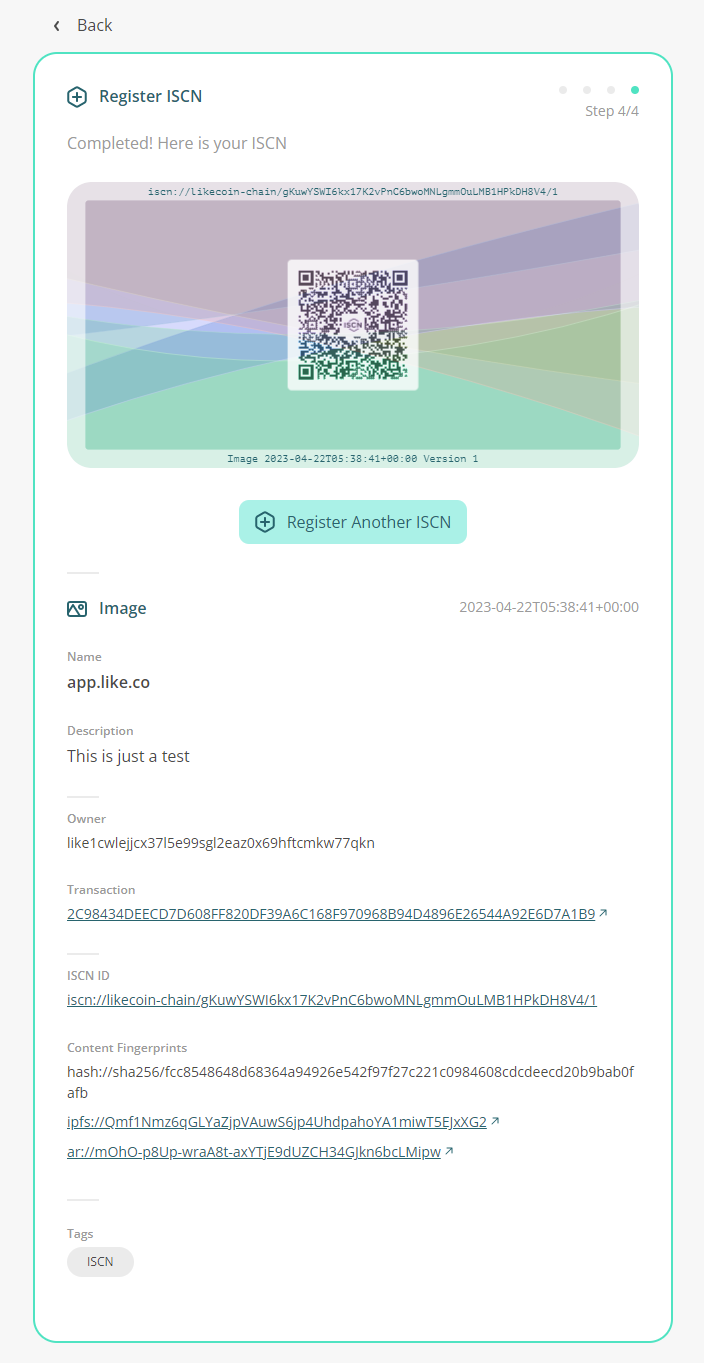 Back
Register ISCN
Step 4/4
Completed! Here is your ISCN
iscn://likecoin-chain/gKuwYSWI6kx17K2vPnC6bwoMNLgmmOuLMB1HPkDH8V4/1
ISCN
Image 2023-04-22T05:38:41+00:00 Version 1
Register Another ISCN
Image
2023-04-22T05:38:41+00:00
Name
app.like.co
Description
This is just a test
Owner
like1cwlejjcx37l5e99sgl2eaz0x69hftcmkw77qkn
Transaction
2C98434DEECD7D608FF820DF39A6C168F970968B94D4896E26544A92E6D7A1B9
ISCN ID
iscn://likecoin-chain/gKuwYSWI6kx17K2vPnC6bwoMNLgmmOuLMB1HPkDH8V4/1
Content Fingerprints
hash://sha256/fcc8548648d68364a94926e542f97f27c221c0984608cdcdeecd20b9bab0f
afb
ipfs://Qmf1Nmz6qGLYaZjpVAuwS6jp4UhdpahoYA1miwT5EJxXG2
ar://mOhO-p8Up-wraA8t-axYTjE9dUZCH34GJkn6bcLMipw
Tags
ISCN